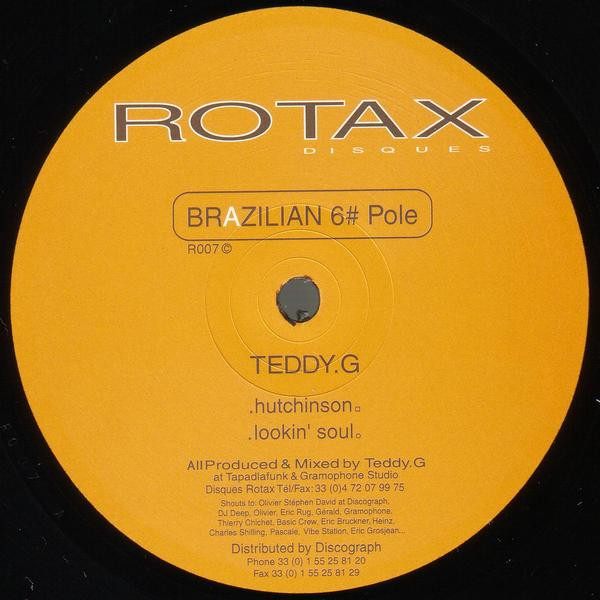 ROTAX
DISQUES
BRAZILIAN 6# Pole
R007©
TEDDY.G
.hutchinson
.lookin' soul
All Produced & Mixed by Teddy.G
at Tapadlafunk & Gramophone Studio
Disques Rotax Tél/Fax: 33 (0)4 72 07 99 75
Shouts to: Olivier Stéphen David at Discograph,
DJ Deep, Olivier, Eric Rug, Gérald, Gramophone,
Thierry Chichet, Basic Crew, Eric Bruckner, Heinz,
Charles Shilling, Pascale, Vibe Station, Eric Grosjean...
Distributed by Discograph
Phone 33 (0) 1 55 25 81 20
Fax 33 (0) 1 55 25 81 29